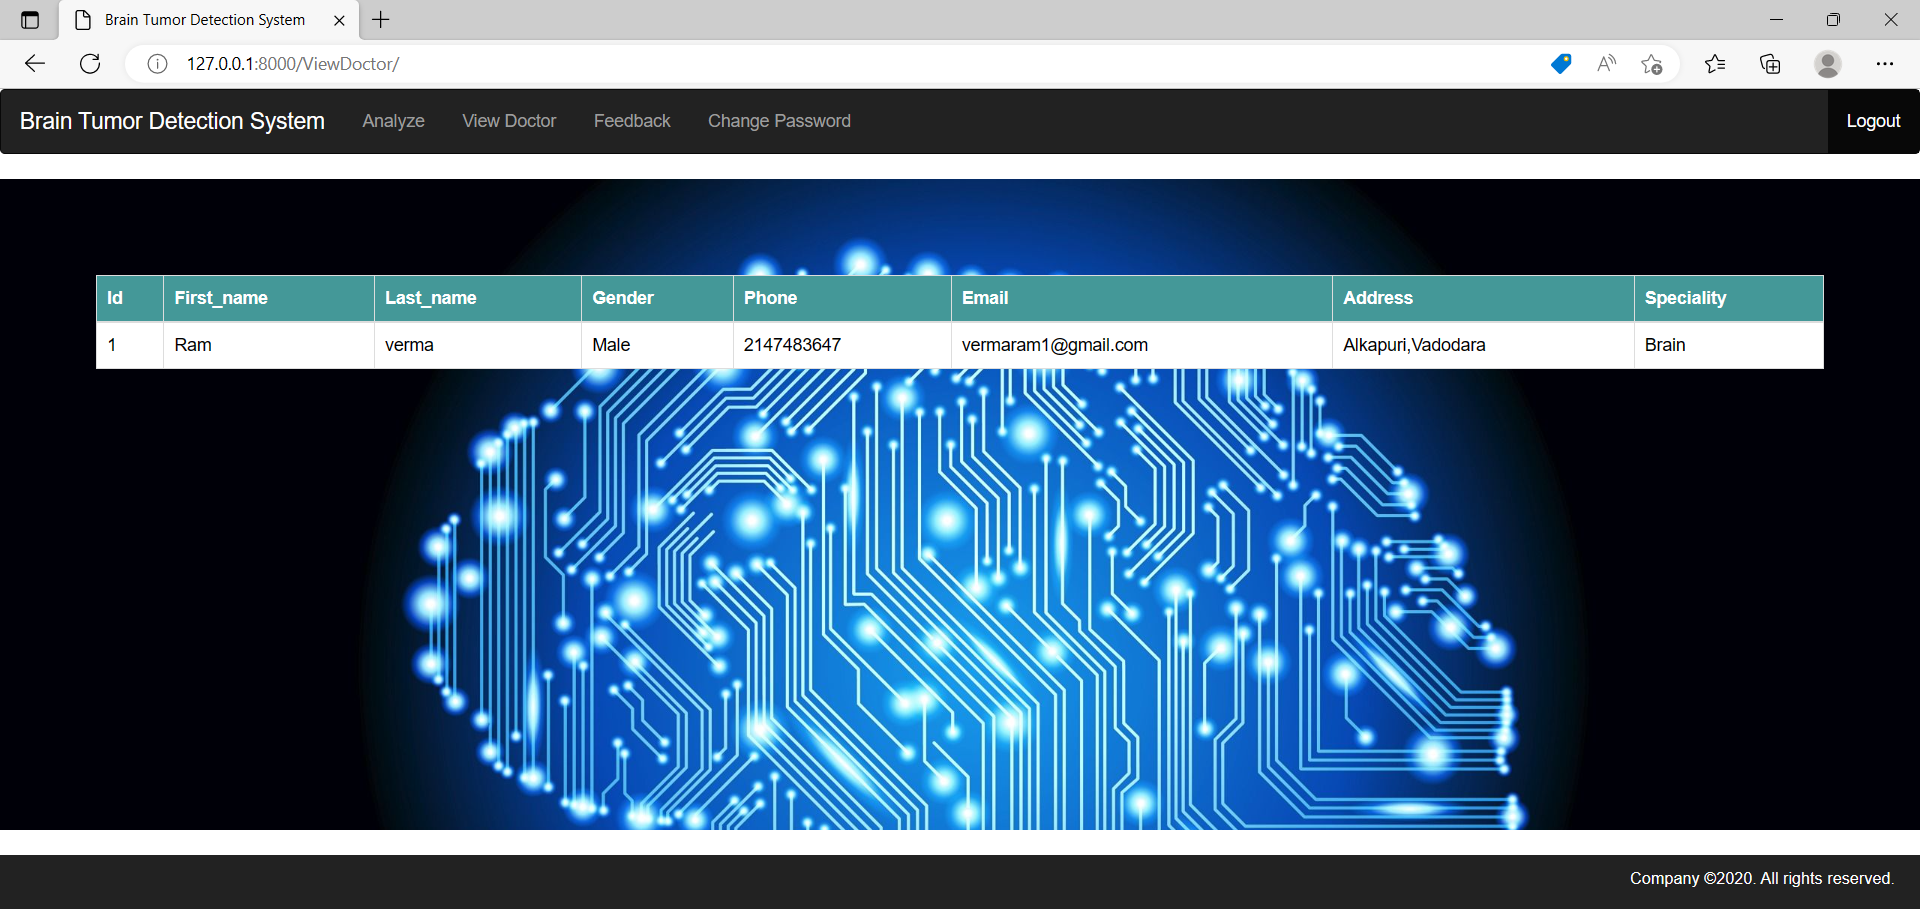 Brain Tumor Detection System
127.0.0.1:8000/ViewDoctor/
Brain Tumor Detection System Analyze View Doctor Feedback Change Password Logout
Id First_name Last_name Gender Phone Email Address Speciality
1 Ram verma Male 2147483647 vermaram1@gmail.com Alkapuri,Vadodara Brain
Company ©2020. All rights reserved.